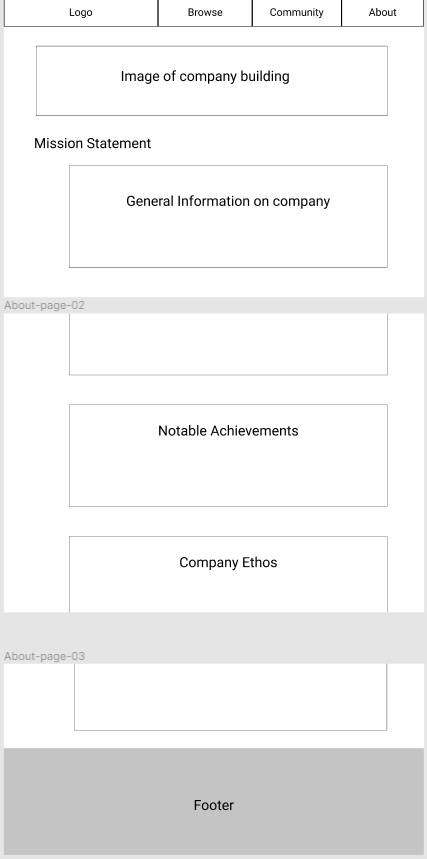 Logo
Browse
Community
About
Image of company building
Mission Statement
General Information on company
About-page-02
Notable Achievements
Company Ethos
About-page-03
Footer